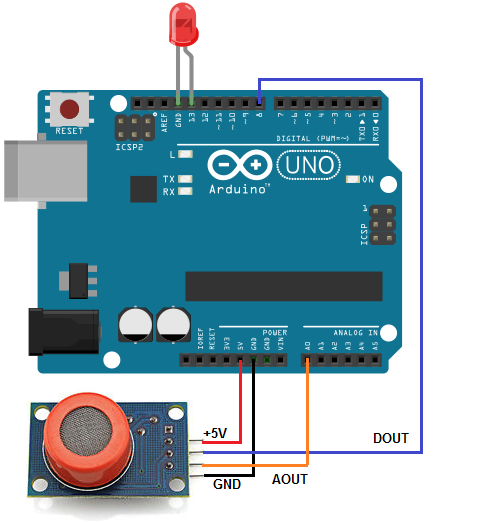 RESET
ICSP2
AREF
GND
13
12
~11
~10
~9
8
7
~6
~5
4
~3
2
TX0▶1
RX0◀0
DIGITAL (PWM=~)
L
TX
RX
Arduino™
UNO
ON
1
ICSP
POWER
ANALOG IN
IOREF
RESET
3V3
5V
GND
GND
VIN
A0
A1
A2
A3
A4
A5
+5V
DOUT
AOUT
GND